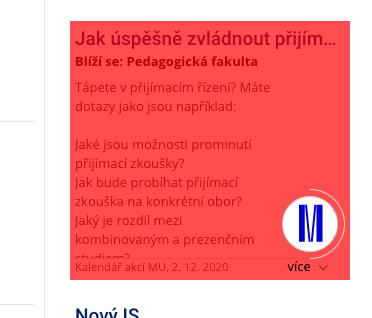 Jak úspěšně zvládnout přijím...
Blíží se: Pedagogická fakulta
Tápete v přijímacím řízení? Máte
dotazy jako jsou například:
Jaké jsou možnosti prominutí
přijímací zkoušky?
Jak bude probíhat přijímací
zkouška na konkrétní obor?
Jaký je rozdíl mezi
kombinovaným a prezenčním
studiem?
Kalendář akcí MU, 2. 12. 2020
více
M
Nový IS